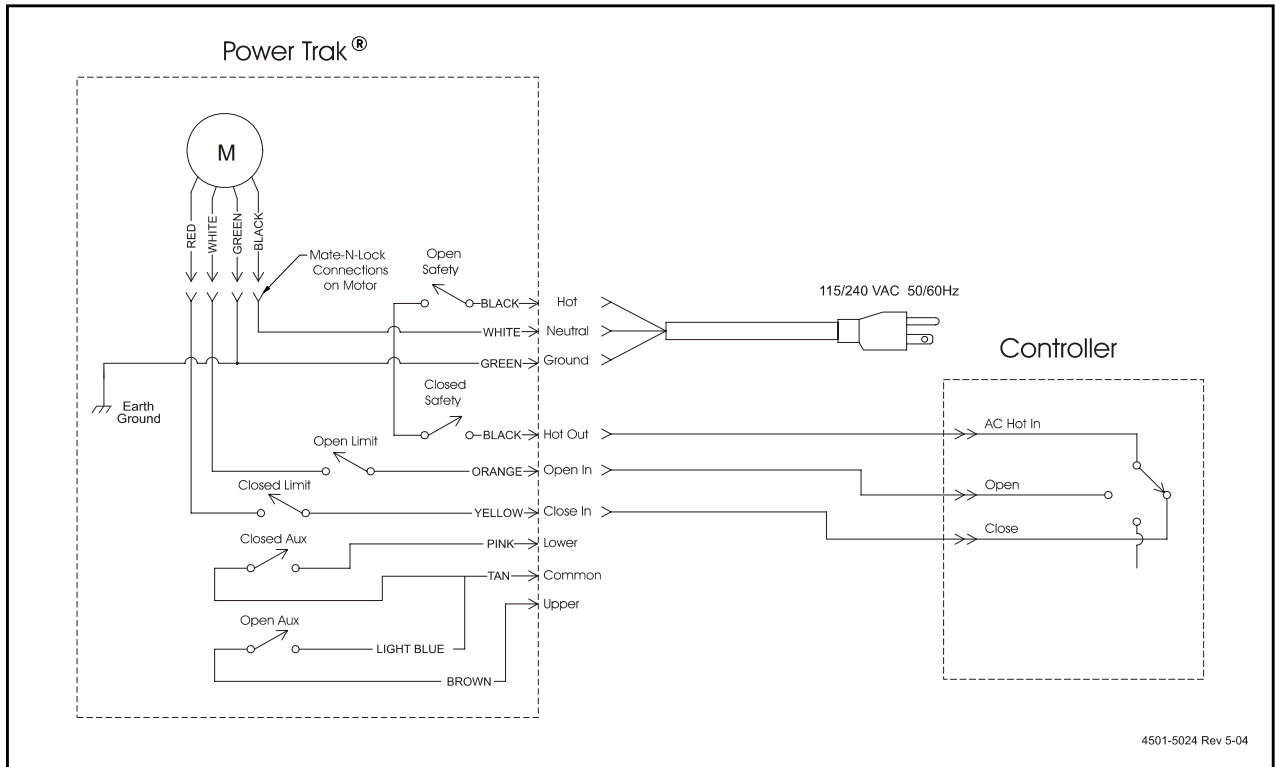 Power Trak®
M
RED
WHITE
GREEN
BLACK
Mate-N-Lock
Connections
on Motor
Open
Safety
BLACK
Hot
WHITE
Neutral
GREEN
Ground
115/240 VAC 50/60Hz
Controller
Earth
Ground
Closed
Safety
BLACK
Hot Out
AC Hot In
Open Limit
ORANGE
Open In
Open
Closed Limit
YELLOW
Close In
Close
Closed Aux
PINK
Lower
TAN
Common
Upper
Open Aux
LIGHT BLUE
BROWN
4501-5024 Rev 5-04